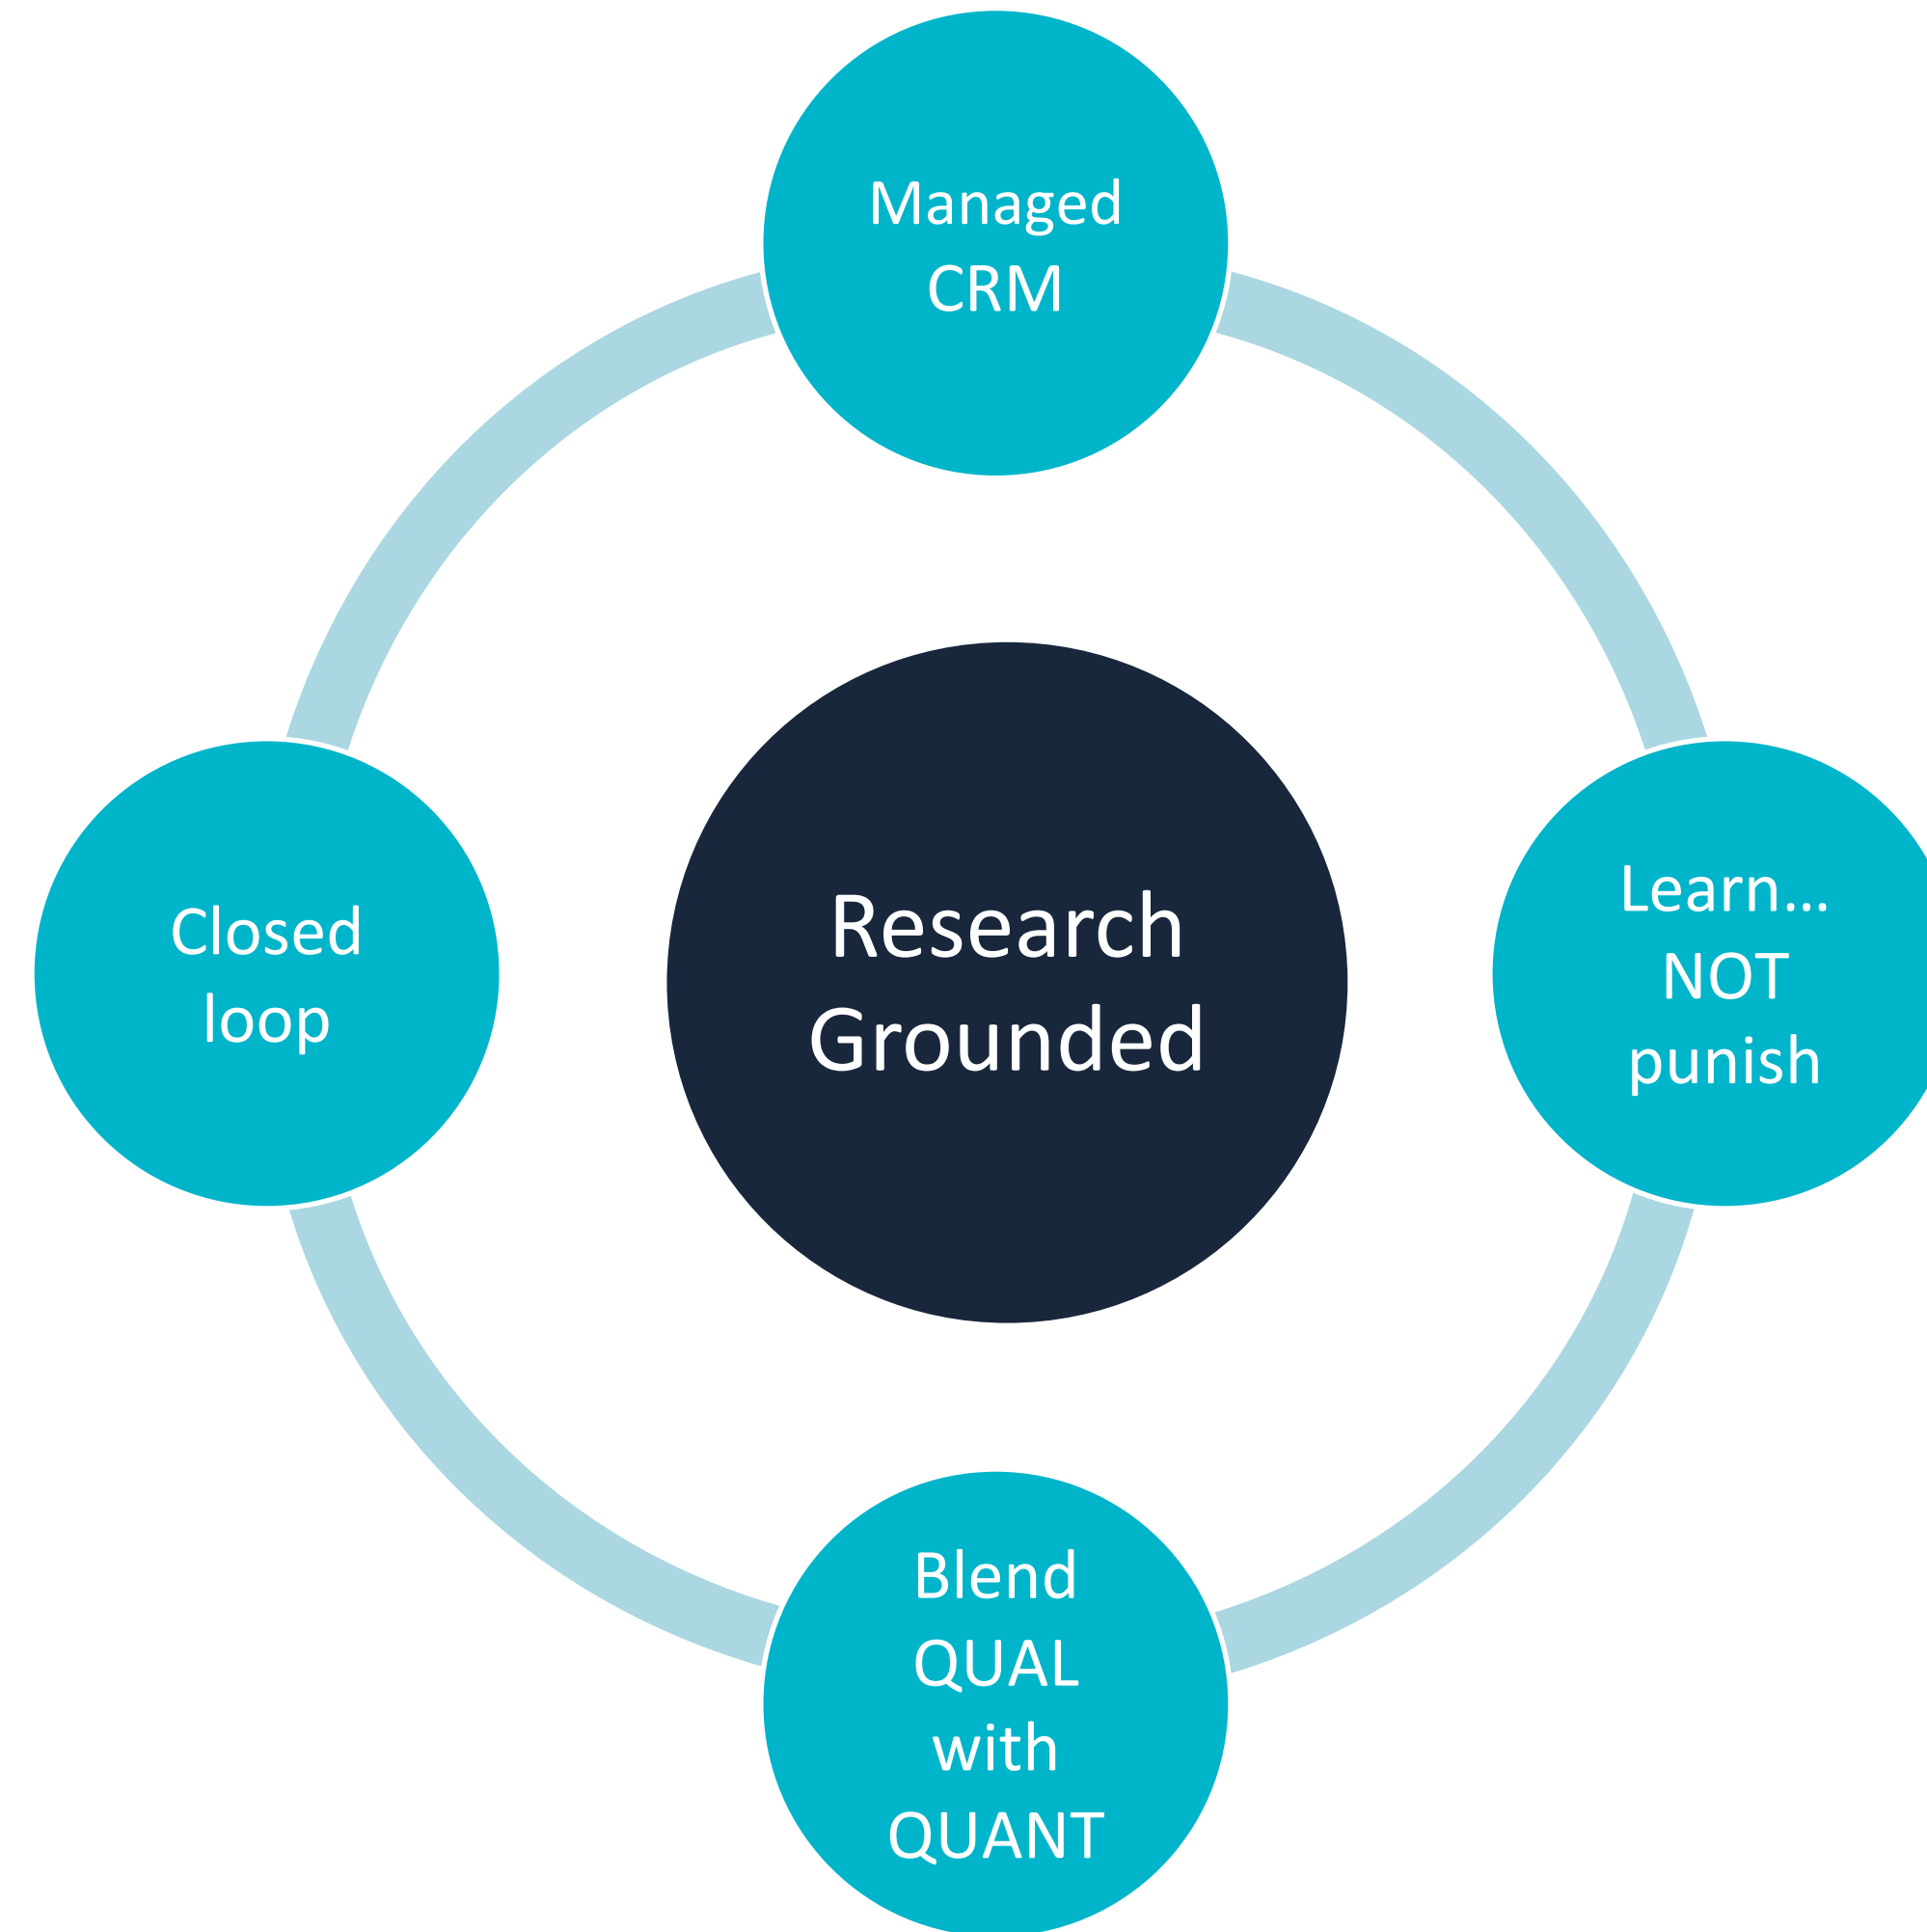 Managed
CRM
Closed
loop
Research
Grounded
Learn...
NOT
punish
Blend
QUAL
with
QUANT